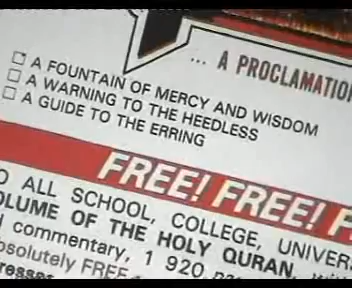 ... A PROCLAMATION
☐ A FOUNTAIN OF MERCY AND WISDOM
☐ A WARNING TO THE HEEDLESS
☐ A GUIDE TO THE ERRING
FREE! FREE!
ALL SCHOOL, COLLEGE, UNIVER
OLUME OF THE HOLY QURAN
commentary, 1 920
bsolutely FREE